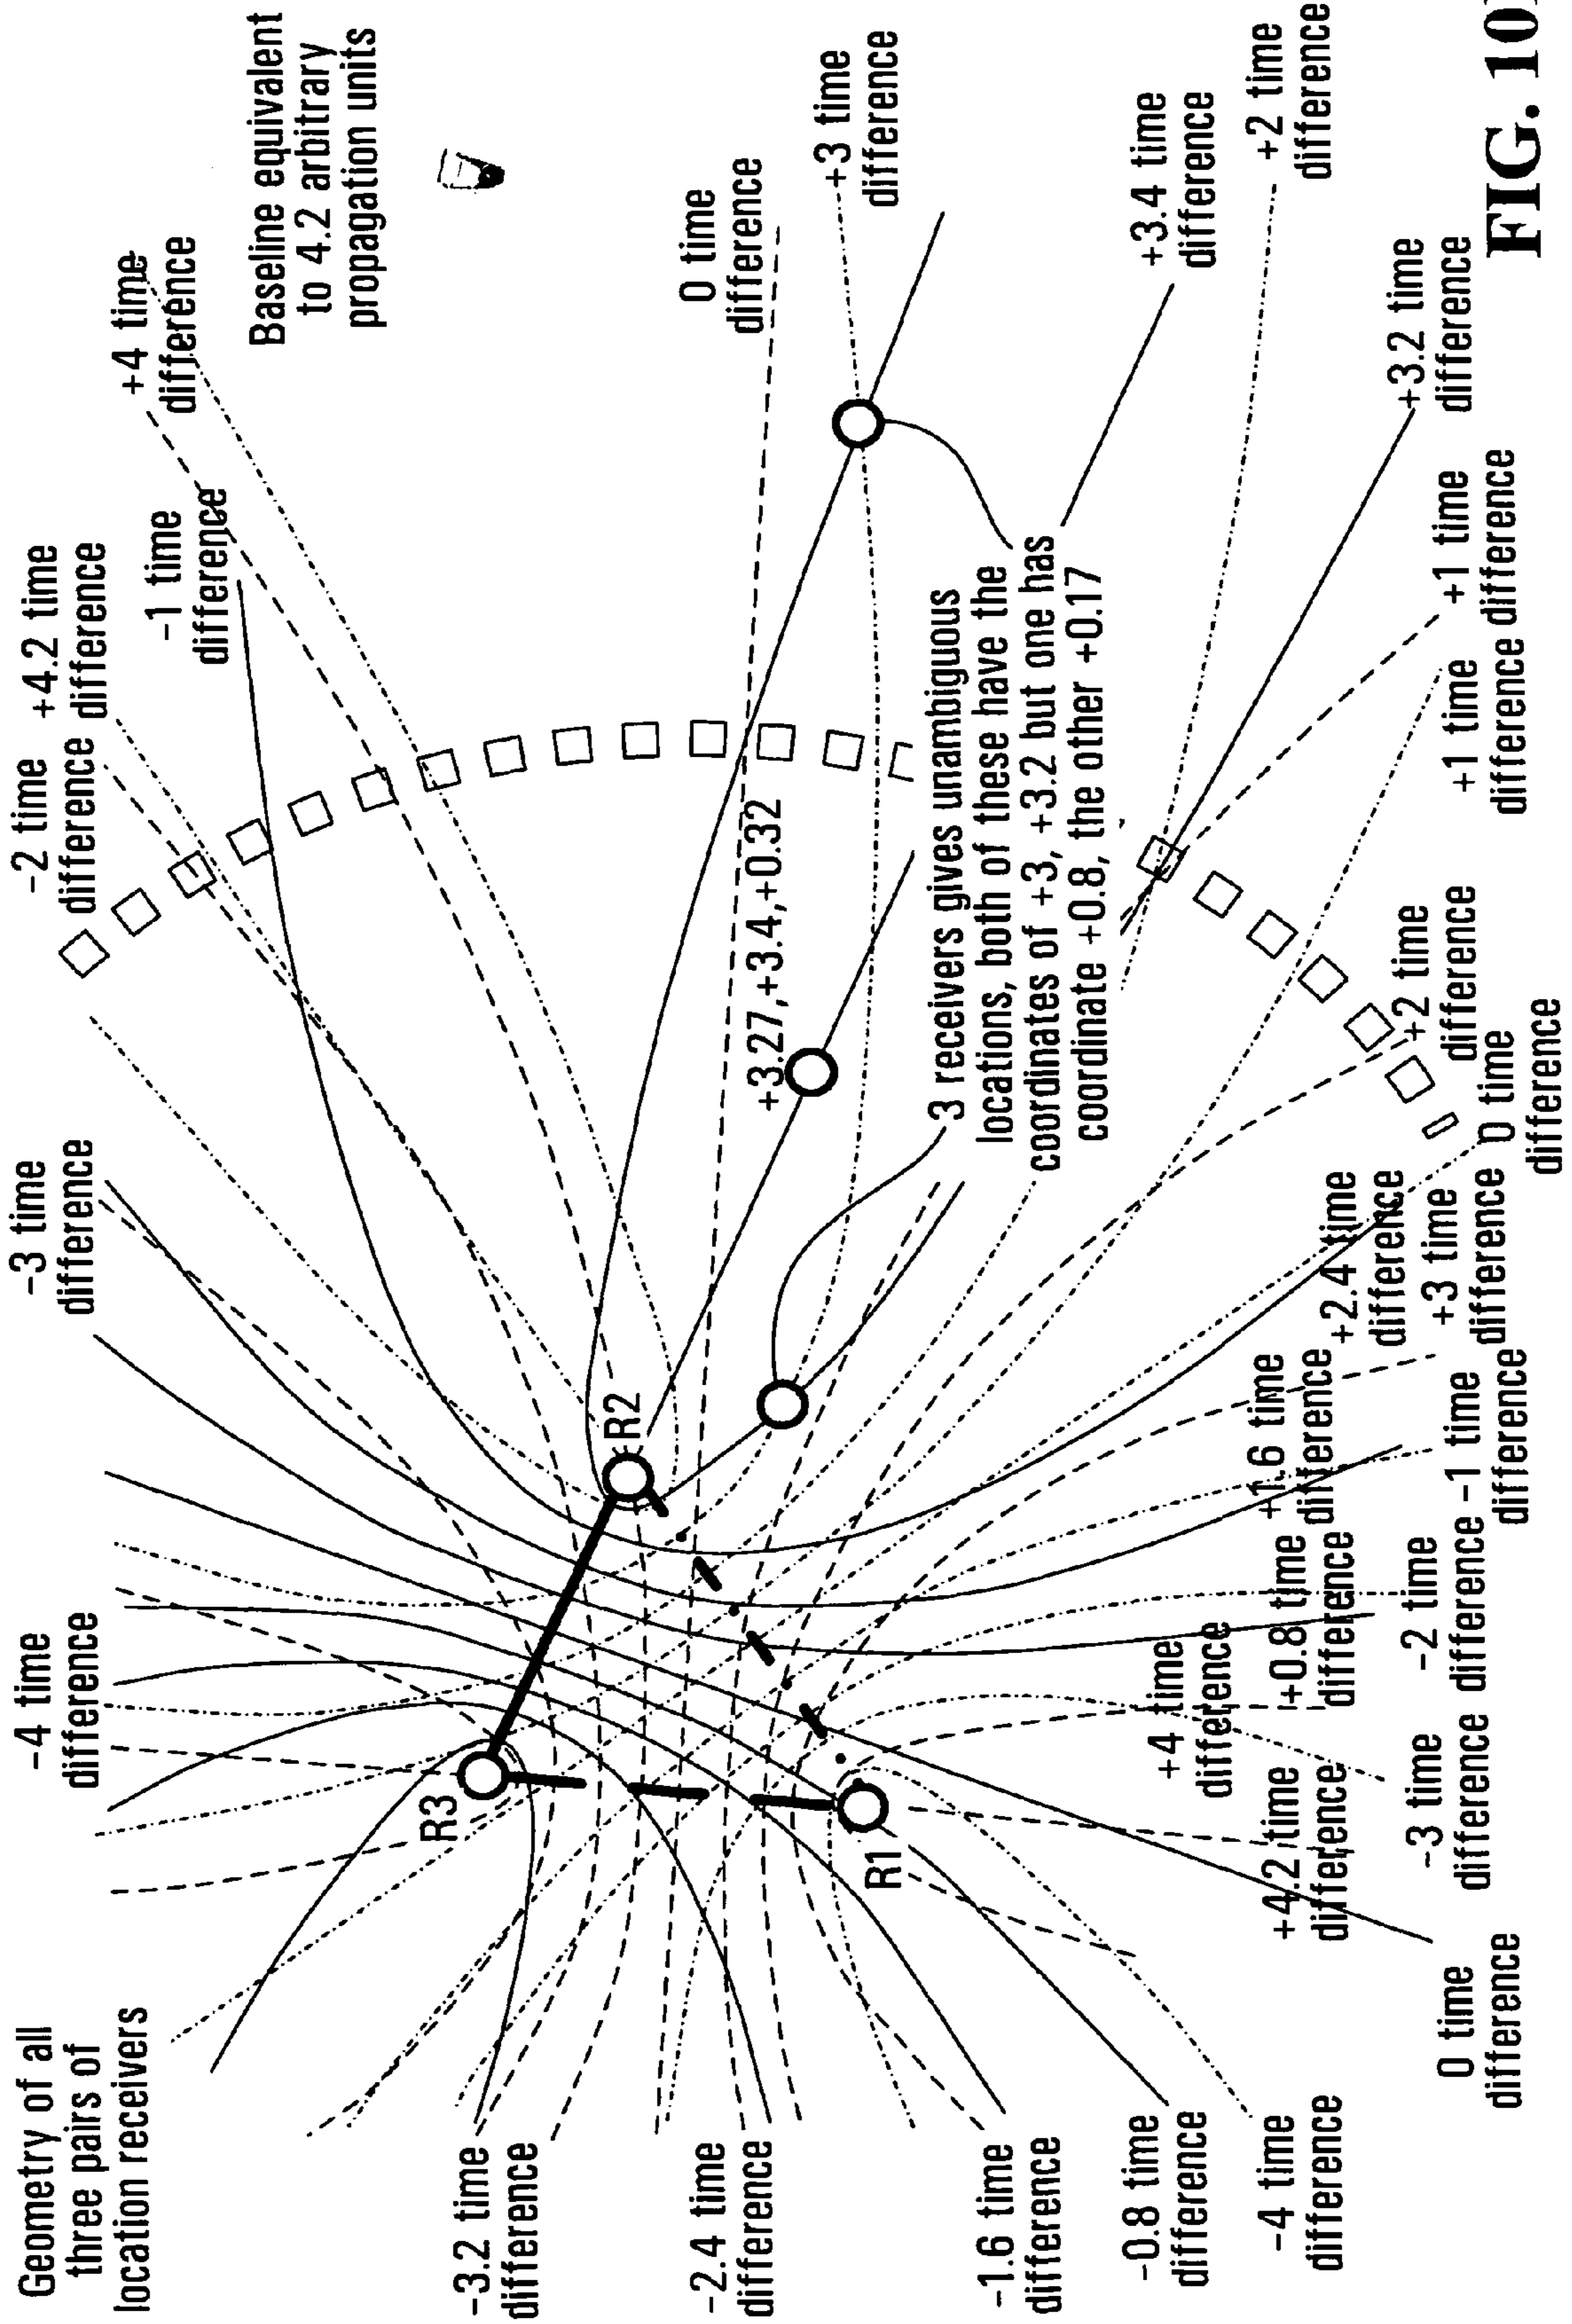 Geometry of all
three pairs of
location receivers
-4 time
difference
-3 time
difference
-2 time
difference
+4.2 time
difference
-1 time
difference
+4 time
difference
Baseline equivalent
to 4.2 arbitrary
propagation units
R3
R2
R1
0 time
difference
+3 time
difference
+3.27,+3.4,+0.32
3 receivers gives unambiguous
locations, both of these have the
coordinates of +3, +3.2 but one has
coordinate +0.8, the other +0.17
+3.4 time
difference
+2 time
difference
+3.2 time
difference
+1 time
difference
+1 time
difference
+2 time
difference
0 time
difference
+2.4 time
difference
+3 time
difference
+1.6 time
difference
-1 time
difference
+0.8 time
difference
-2 time
difference
+4 time
difference
-3 time
difference
+4.2 time
difference
0 time
difference
-3.2 time
difference
-2.4 time
difference
-1.6 time
difference
-0.8 time
difference
-4 time
difference